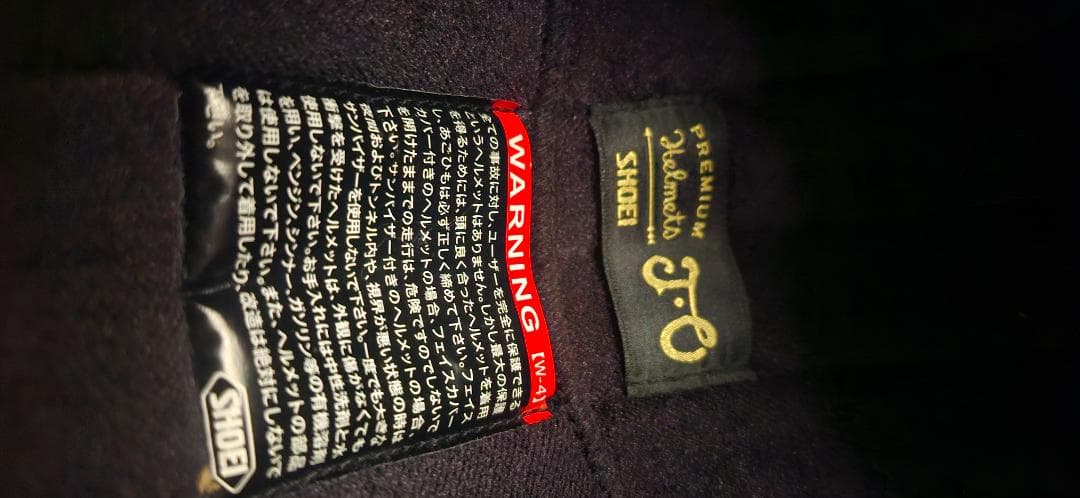 PREMIUM
Helmets
SHOEI
J・O
WARNING [W-4]
全ての事故に対し、ユーザーを完全に保護できる
というヘルメットはありません。しかし最大の保護
を得るためには、頭に良く合ったヘルメットを着用
し、あごひもは必ず正しく締めて下さい。フェイス
カバー付きのヘルメットの場合、フェイスカバー
を開けたままでの走行は、危険ですのでしないで
下さい。サンバイザー付きのヘルメットの場合、
夜間およびトンネル内や、視界が悪い状態の時は
サンバイザーを使用しないで下さい。一度でも大きな
衝撃を受けたヘルメットは、外観に傷がなくても
使用しないで下さい。お手入れには中性洗剤と水
を用い、ベンジン、シンナー、ガソリン等の有機溶剤
は使用しないで下さい。また、ヘルメットの部品
を取り外して着用したり、改造は絶対にしないで
下さい。
SHOEI